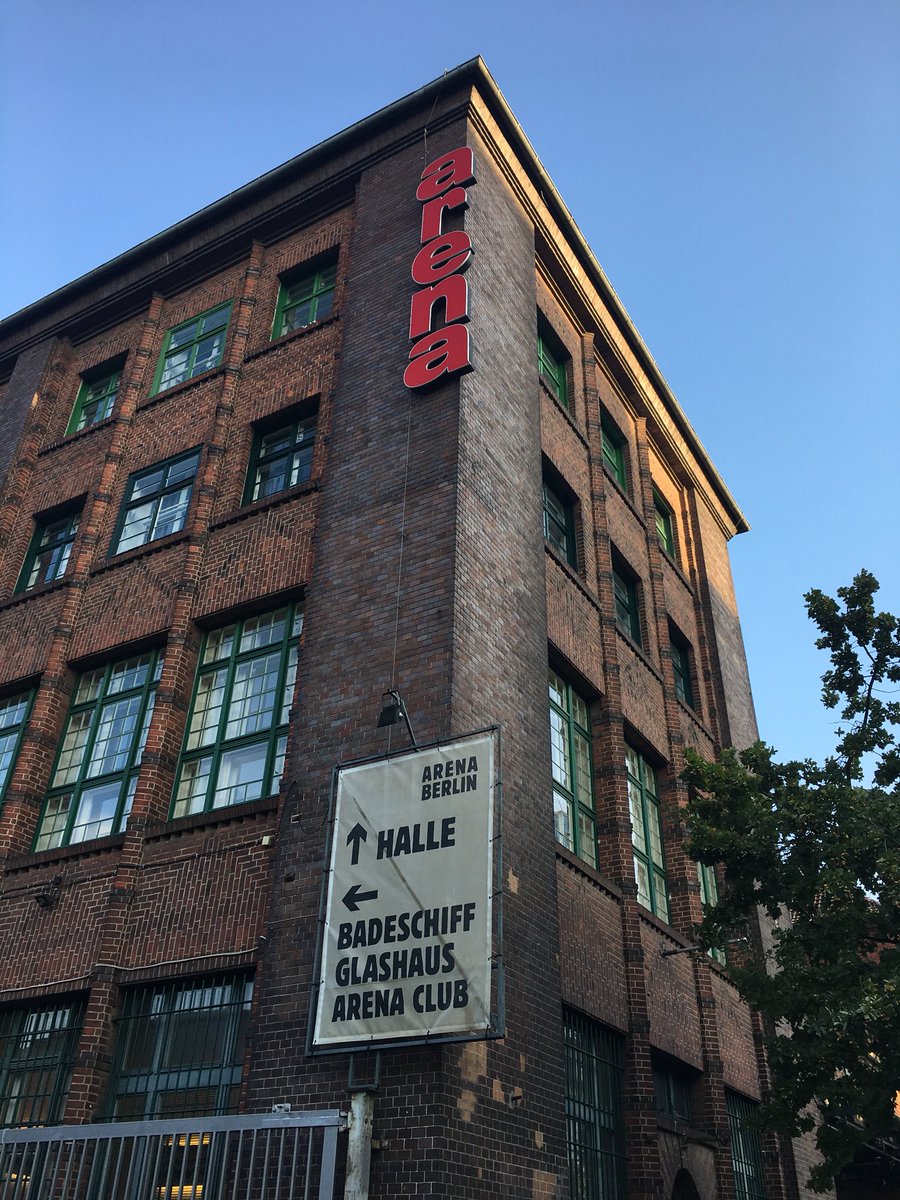 arena
ARENA
BERLIN
↑ HALLE
←
BADESCHIFF
GLASHAUS
ARENA CLUB